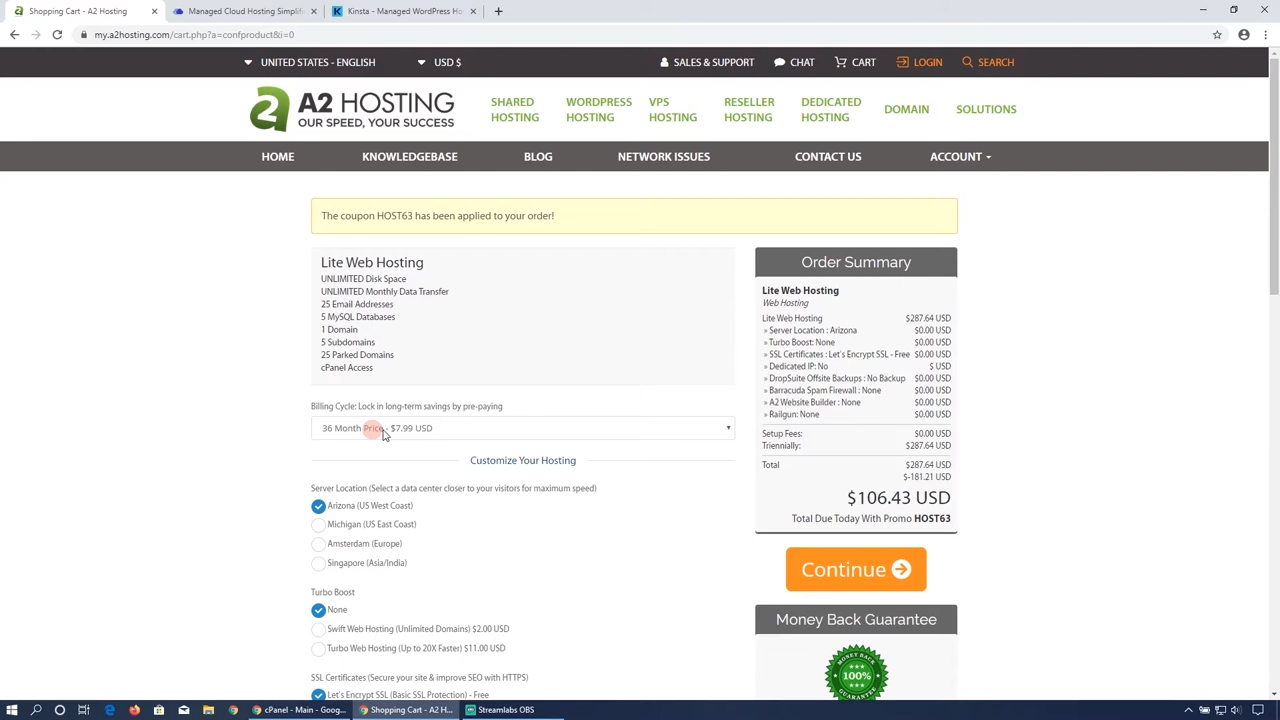 Shopping Cart - A2 Hosting
Managed Cloud Hosting Simplifi
Kinsta - Managed WordPress Ho
my.a2hosting.com/cart.php?a=confproduct&i=0
UNITED STATES - ENGLISH
USD $
SALES & SUPPORT
CHAT
CART
LOGIN
SEARCH
A2 HOSTING
OUR SPEED, YOUR SUCCESS
SHARED HOSTING
WORDPRESS HOSTING
VPS HOSTING
RESELLER HOSTING
DEDICATED HOSTING
DOMAIN
SOLUTIONS
HOME
KNOWLEDGEBASE
BLOG
NETWORK ISSUES
CONTACT US
ACCOUNT
The coupon HOST63 has been applied to your order!
Lite Web Hosting
UNLIMITED Disk Space
UNLIMITED Monthly Data Transfer
25 Email Addresses
5 MySQL Databases
1 Domain
5 Subdomains
25 Parked Domains
cPanel Access
Billing Cycle: Lock in long-term savings by pre-paying
36 Month Price - $7.99 USD
Customize Your Hosting
Server Location (Select a data center closer to your visitors for maximum speed)
Arizona (US West Coast)
Michigan (US East Coast)
Amsterdam (Europe)
Singapore (Asia/India)
Turbo Boost
None
Swift Web Hosting (Unlimited Domains) $2.00 USD
Turbo Web Hosting (Up to 20X Faster) $11.00 USD
SSL Certificates (Secure your site & improve SEO with HTTPS)
Let's Encrypt SSL (Basic SSL Protection) - Free
Order Summary
Lite Web Hosting
Web Hosting
Lite Web Hosting $287.64 USD
» Server Location : Arizona $0.00 USD
» Turbo Boost: None $0.00 USD
» SSL Certificates : Let's Encrypt SSL - Free $0.00 USD
» Dedicated IP: No $ USD
» DropSuite Offsite Backups : No Backup $0.00 USD
» Barracuda Spam Firewall : None $0.00 USD
» A2 Website Builder : None $0.00 USD
» Railgun: None $0.00 USD
Setup Fees: $0.00 USD
Triennially: $287.64 USD
Total $287.64 USD
$-181.21 USD
$106.43 USD
Total Due Today With Promo HOST63
Continue
Money Back Guarantee
MONEY BACK
100%
GUARANTEE
cPanel - Main - Goog...
Shopping Cart - A2 H...
Streamlabs OBS